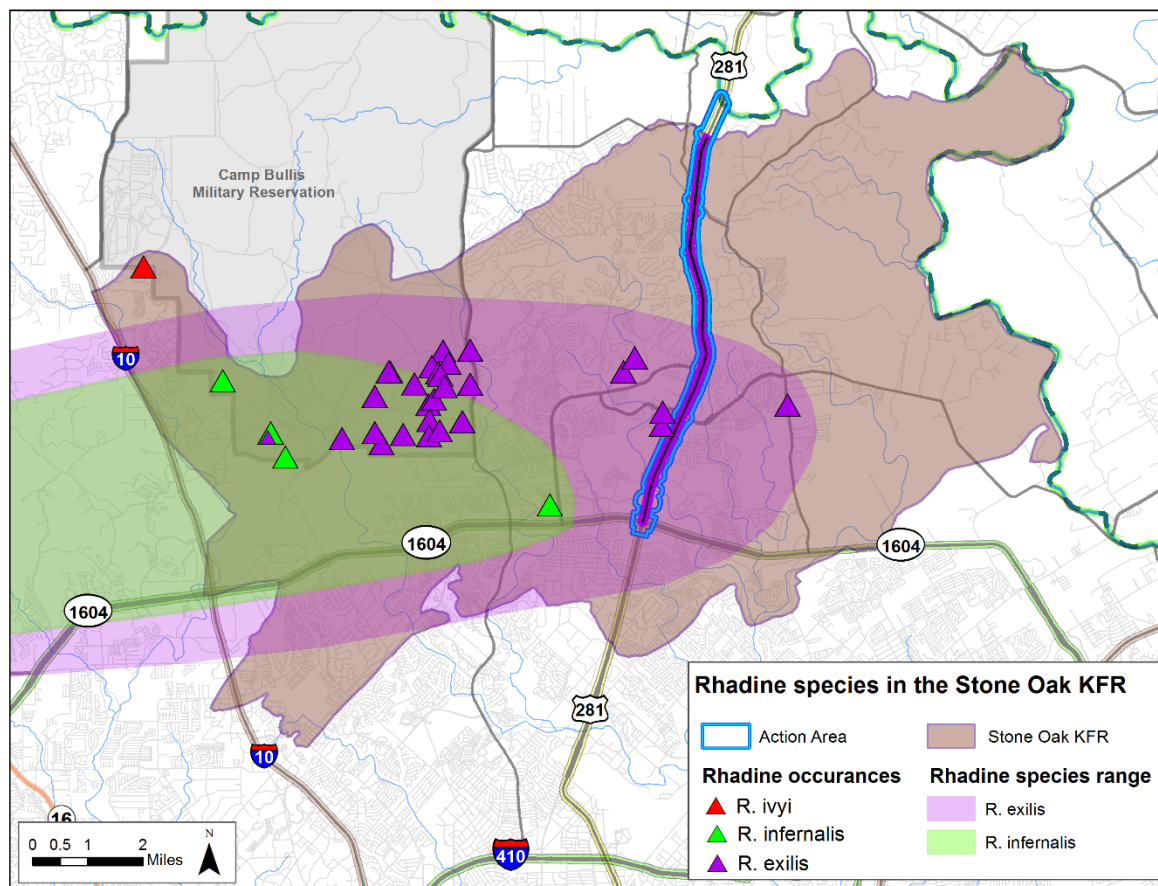 281
Camp Bullis
Military Reservation
10
1604
1604
1604
281
10
16
410
Rhadine species in the Stone Oak KFR
Action Area
Stone Oak KFR
Rhadine occurances
Rhadine species range
R. ivyi
R. exilis
R. infernalis
R. infernalis
R. exilis
0 0.5 1 2
Miles
N